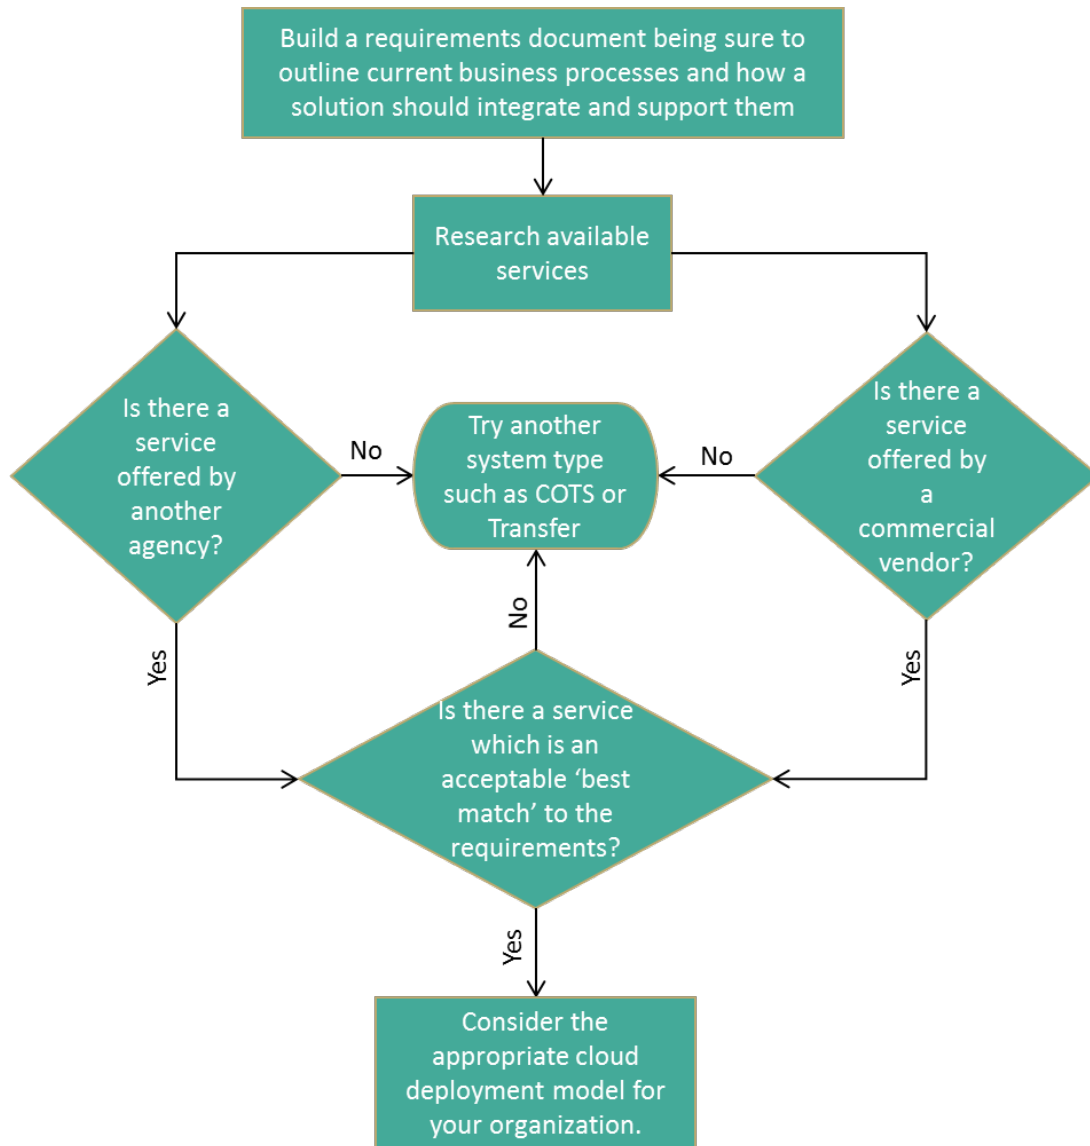 Build a requirements document being sure to
outline current business processes and how a
solution should integrate and support them
Research available
services
Is there a
service
offered by
another
agency?
No
Try another
system type
such as COTS or
Transfer
No
Is there a
service
offered by
a
commercial
vendor?
Yes
No
Yes
Is there a service
which is an
acceptable ‘best
match’ to the
requirements?
Yes
Consider the
appropriate cloud
deployment model for
your organization.